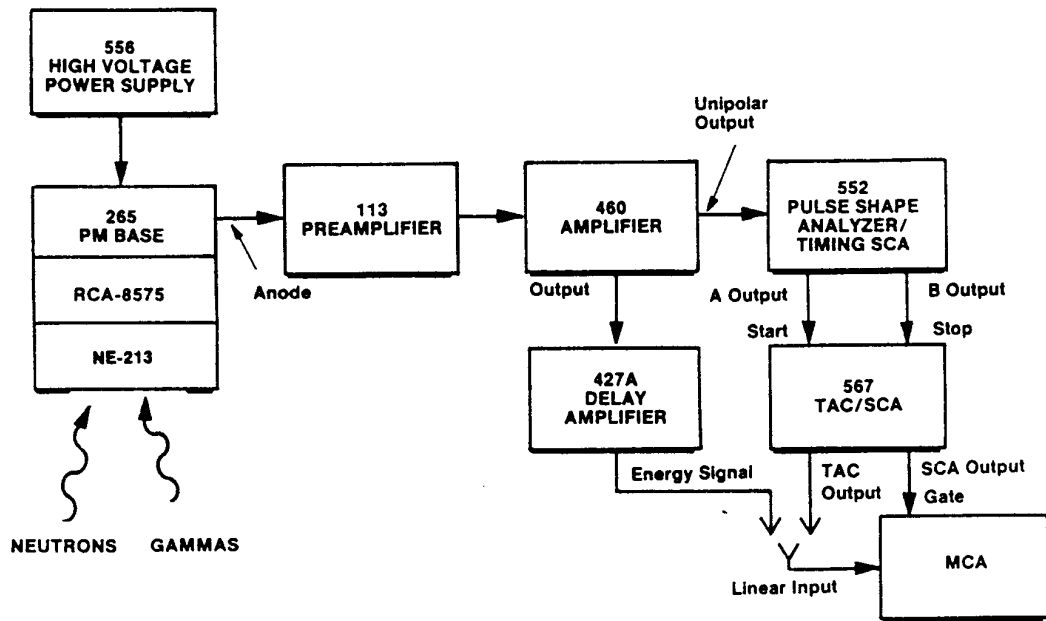 556
HIGH VOLTAGE
POWER SUPPLY
Unipolar
Output
265
PM BASE
113
PREAMPLIFIER
460
AMPLIFIER
552
PULSE SHAPE
ANALYZER/
TIMING SCA
RCA-8575
Anode
Output
A Output
B Output
Start
Stop
NE-213
427A
DELAY
AMPLIFIER
567
TAC/SCA
Energy Signal
TAC
Output
SCA Output
Gate
NEUTRONS
GAMMAS
Linear Input
MCA